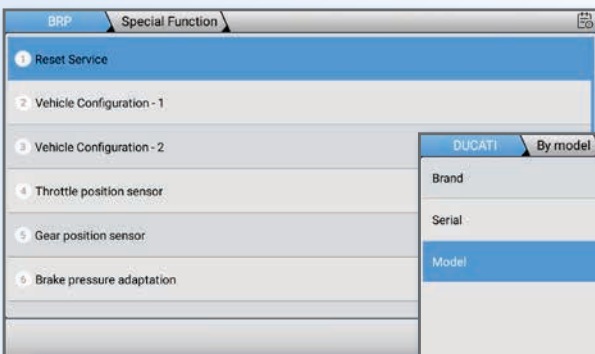 BRP Special Function
1 Reset Service
2 Vehicle Configuration - 1
3 Vehicle Configuration - 2
4 Throttle position sensor
5 Gear position sensor
6 Brake pressure adaptation
DUCATI By model
Brand
Serial
Model